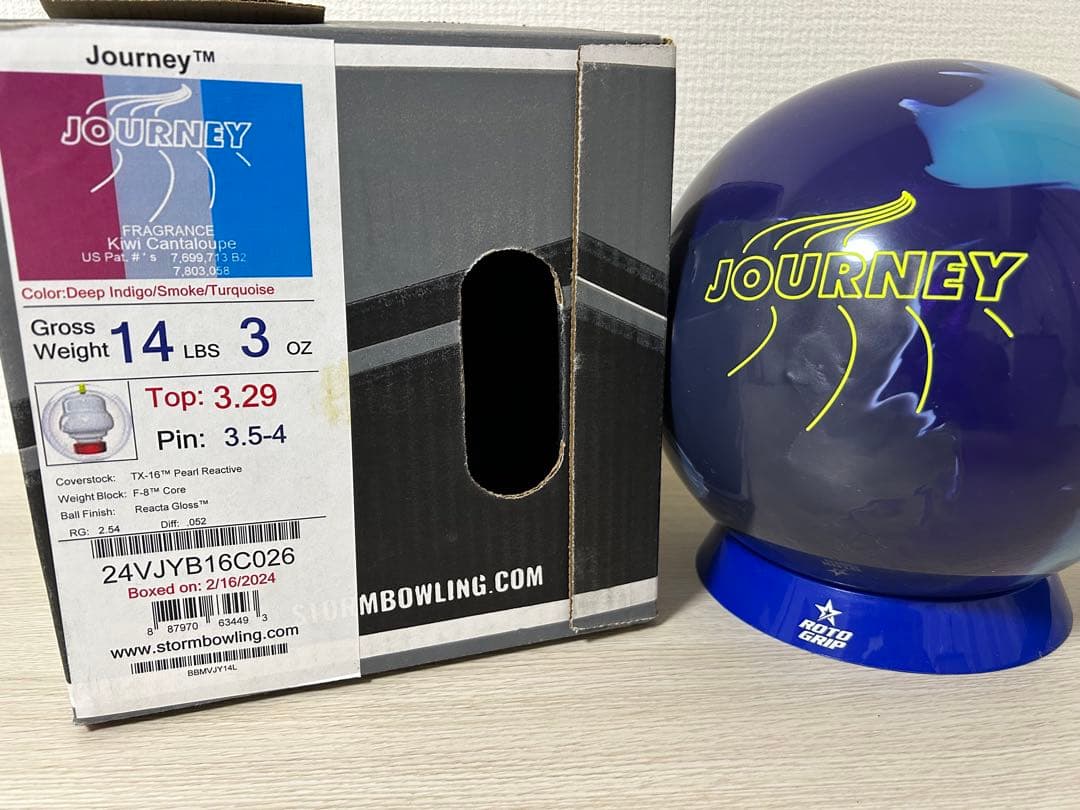 Journey™
JOURNEY
FRAGRANCE
Kiwi Cantaloupe
US Pat. #'s 7,699,713 B2
7,803,058
Color:Deep Indigo/Smoke/Turquoise
Gross Weight 14 LBS 3 OZ
Top: 3.29
Pin: 3.5-4
Coverstock: TX-16™ Pearl Reactive
Weight Block: F-8™ Core
Ball Finish: Reacta Gloss™
RG: 2.54 Diff: .052
24VJYB16C026
Boxed on: 2/16/2024
8 87970 63449 3
www.stormbowling.com
BBMVJY14L
STORMBOWLING.COM
JOURNEY
ROTO
GRIP